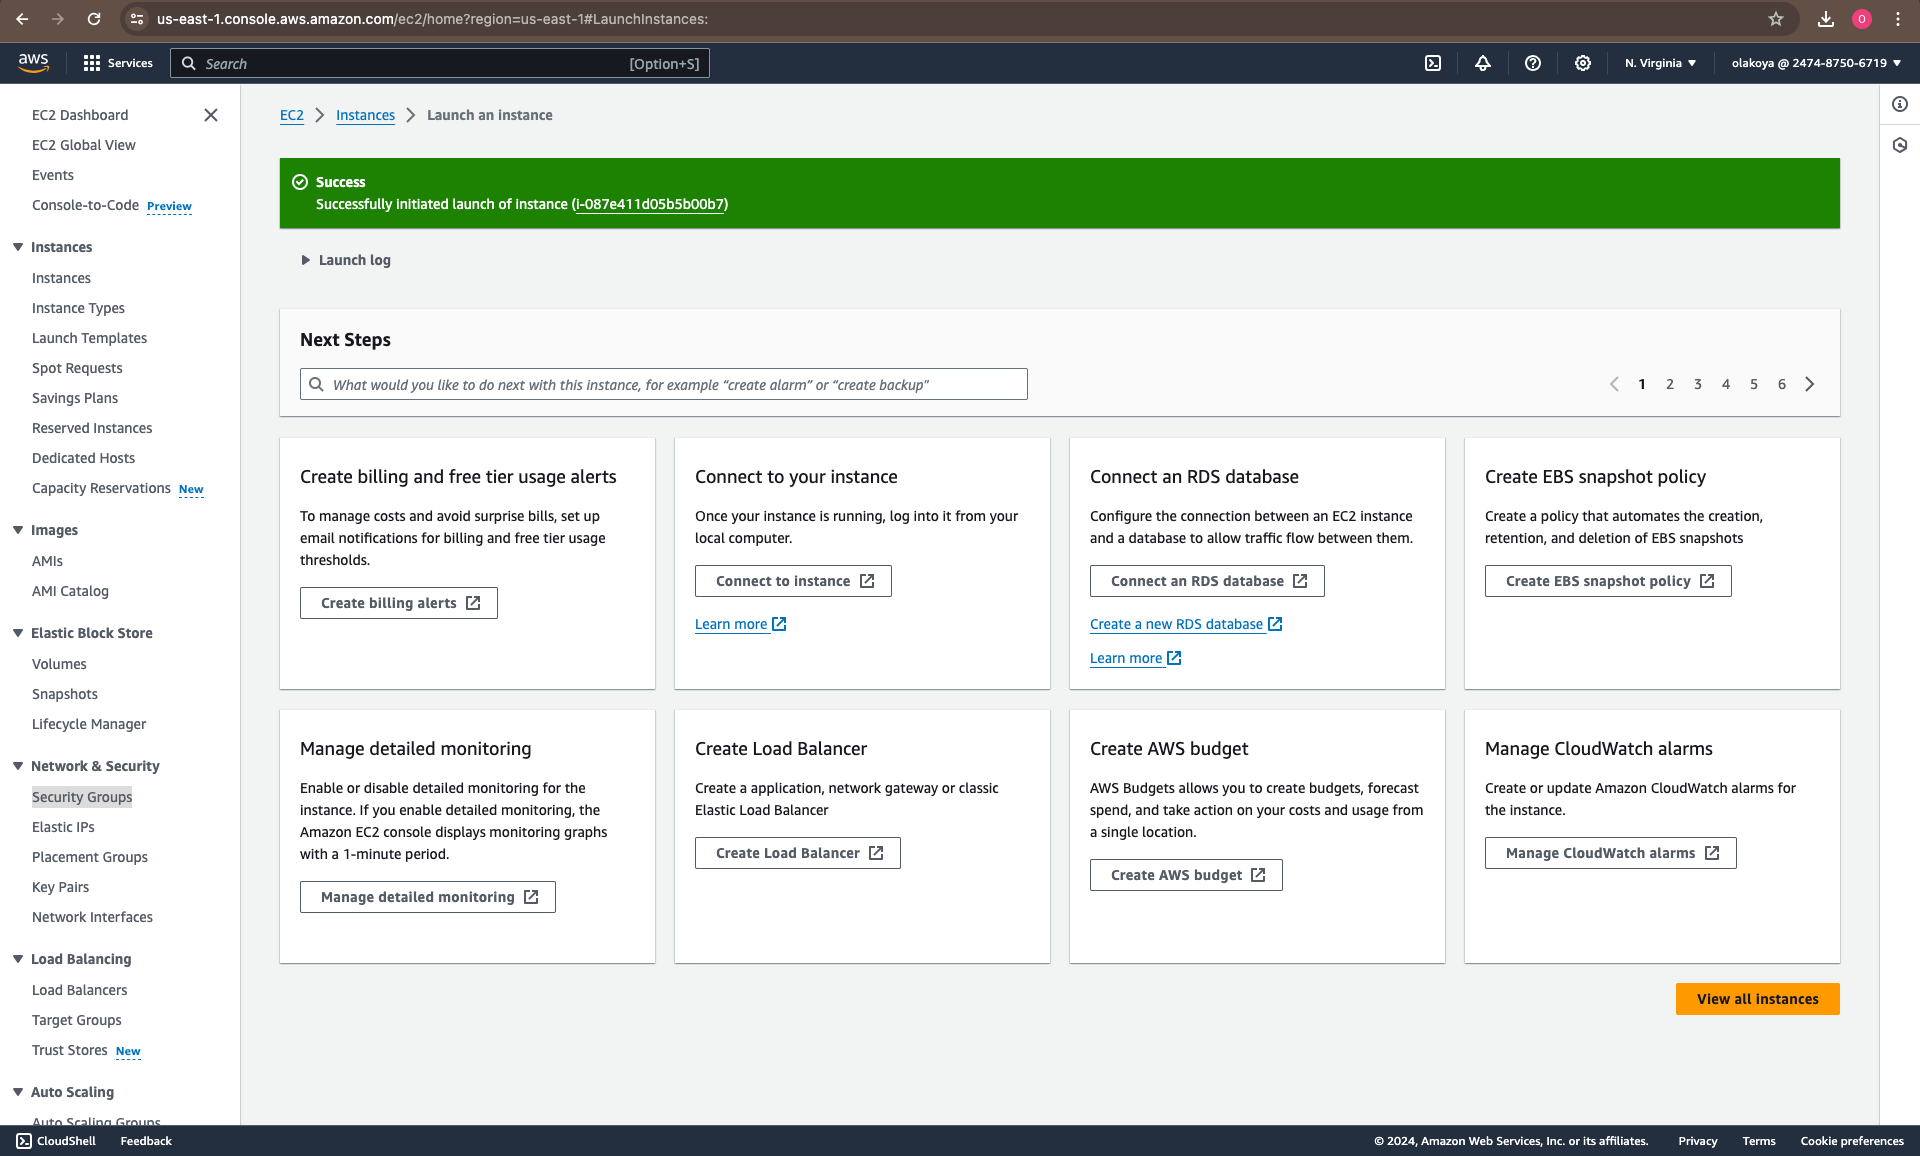 us-east-1.console.aws.amazon.com/ec2/home?region=us-east-1#LaunchInstances:
O
aws
Services
Search
[Option+S]
N. Virginia
olakoya @ 2474-8750-6719
EC2 Dashboard
EC2 Global View
Events
Console-to-Code Preview
Instances
Instances
Instance Types
Launch Templates
Spot Requests
Savings Plans
Reserved Instances
Dedicated Hosts
Capacity Reservations New
Images
AMIs
AMI Catalog
Elastic Block Store
Volumes
Snapshots
Lifecycle Manager
Network & Security
Security Groups
Elastic IPs
Placement Groups
Key Pairs
Network Interfaces
Load Balancing
Load Balancers
Target Groups
Trust Stores New
Auto Scaling
Auto Scaling Groups
EC2 > Instances > Launch an instance
Success
Successfully initiated launch of instance (i-087e411d05b5b00b7)
Launch log
Next Steps
What would you like to do next with this instance, for example “create alarm” or “create backup”
1 2 3 4 5 6
Create billing and free tier usage alerts
To manage costs and avoid surprise bills, set up
email notifications for billing and free tier usage
thresholds.
Create billing alerts
Connect to your instance
Once your instance is running, log into it from your
local computer.
Connect to instance
Learn more
Connect an RDS database
Configure the connection between an EC2 instance
and a database to allow traffic flow between them.
Connect an RDS database
Create a new RDS database
Learn more
Create EBS snapshot policy
Create a policy that automates the creation,
retention, and deletion of EBS snapshots
Create EBS snapshot policy
Manage detailed monitoring
Enable or disable detailed monitoring for the
instance. If you enable detailed monitoring, the
Amazon EC2 console displays monitoring graphs
with a 1-minute period.
Manage detailed monitoring
Create Load Balancer
Create a application, network gateway or classic
Elastic Load Balancer
Create Load Balancer
Create AWS budget
AWS Budgets allows you to create budgets, forecast
spend, and take action on your costs and usage from
a single location.
Create AWS budget
Manage CloudWatch alarms
Create or update Amazon CloudWatch alarms for
the instance.
Manage CloudWatch alarms
View all instances
CloudShell
Feedback
© 2024, Amazon Web Services, Inc. or its affiliates.
Privacy
Terms
Cookie preferences